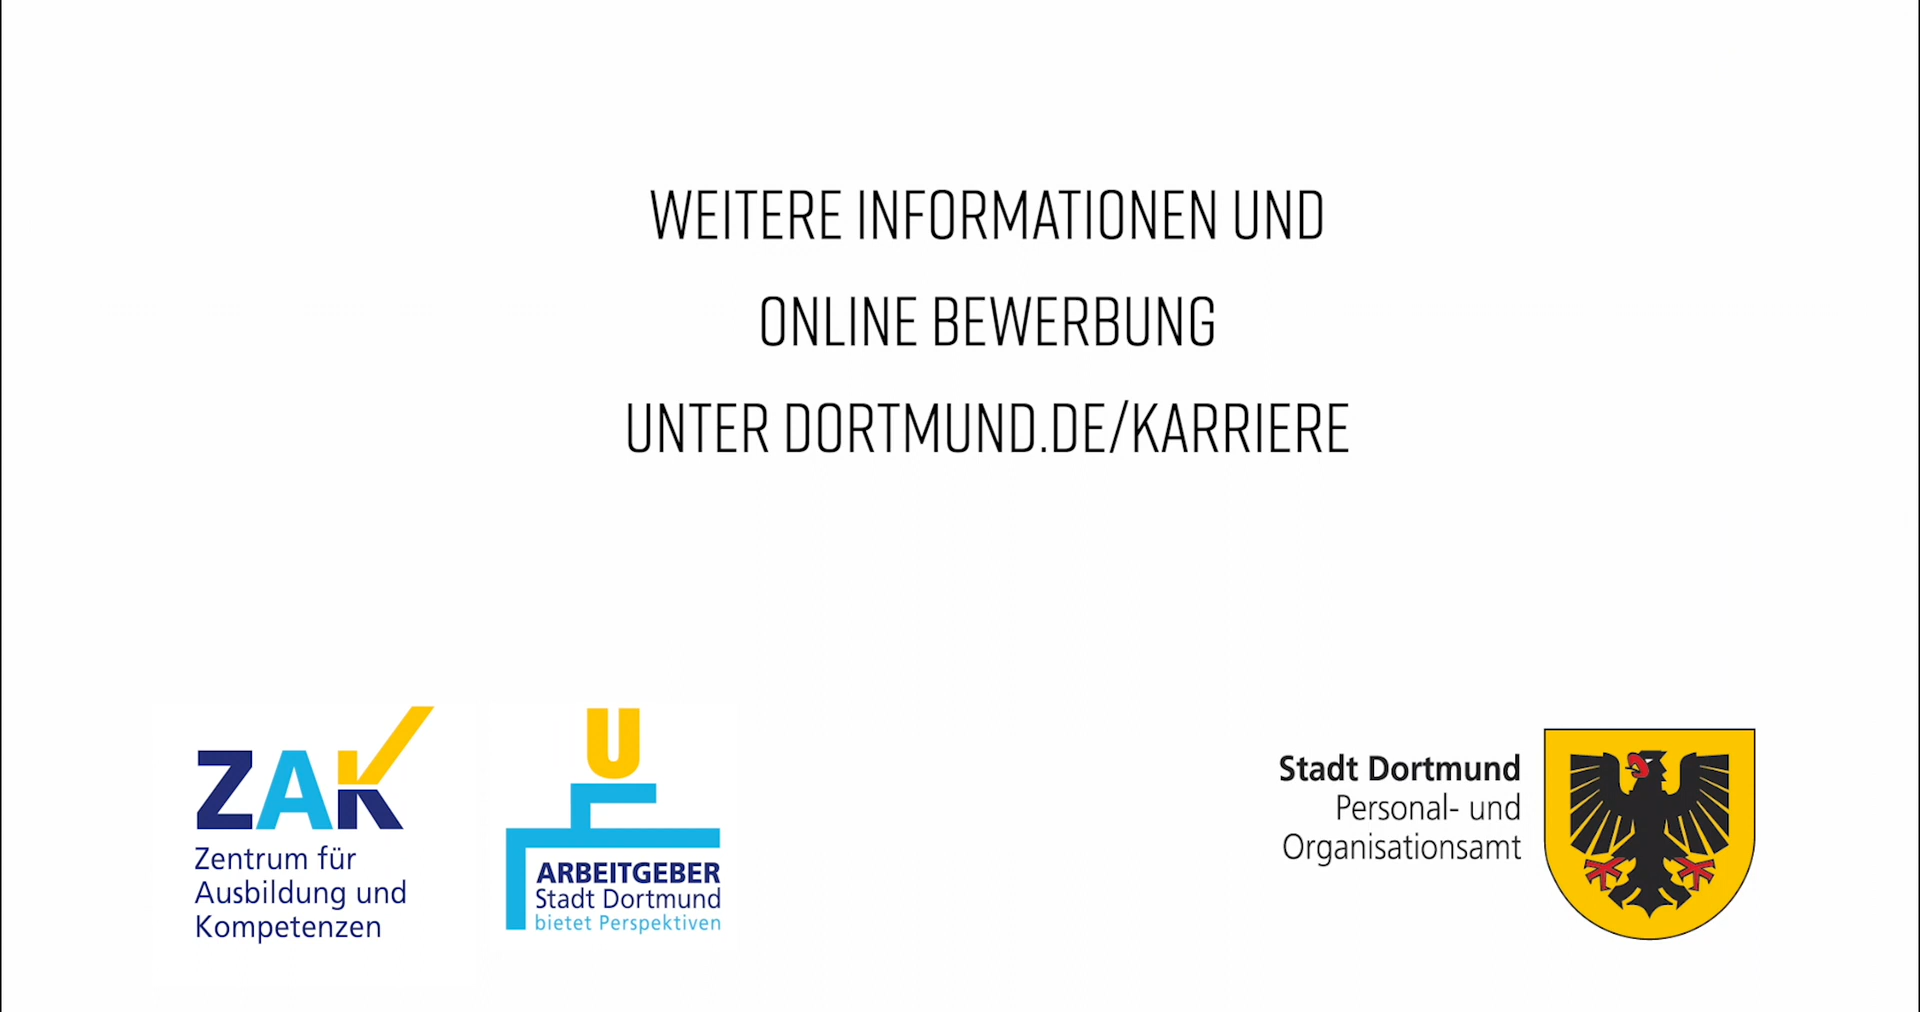 WEITERE INFORMATIONEN UND
ONLINE BEWERBUNG
UNTER DORTMUND.DE/KARRIERE
ZAK
Zentrum für
Ausbildung und
Kompetenzen
U
ARBEITGEBER
Stadt Dortmund
bietet Perspektiven
Stadt Dortmund
Personal- und
Organisationsamt